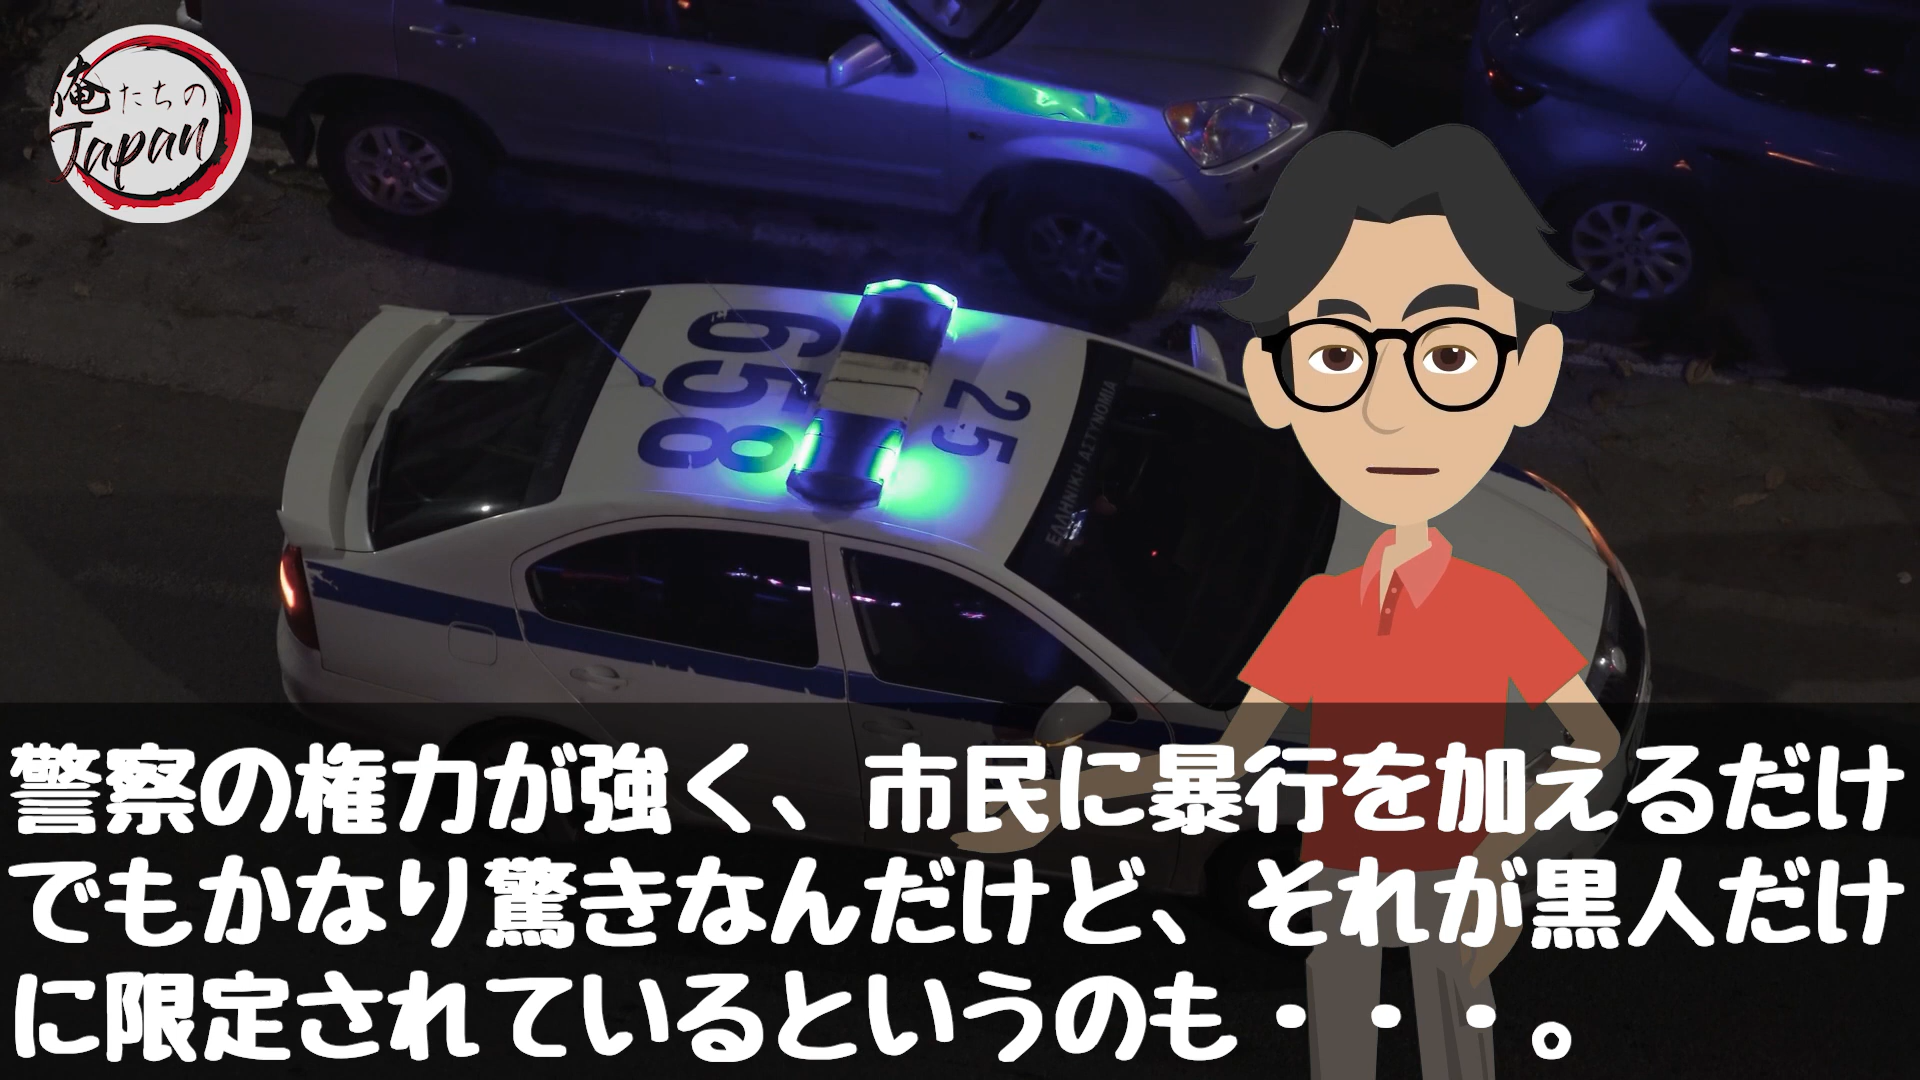 俺たちの
Japan
859
25
ΕΛΛΗΝΙΚΗ ΑΣΤΥΝΟΜΙΑ
警察の権力が強く、市民に暴行を加えるだけ
でもかなり驚きなんだけど、それが黒人だけ
に限定されているというのも・・・。